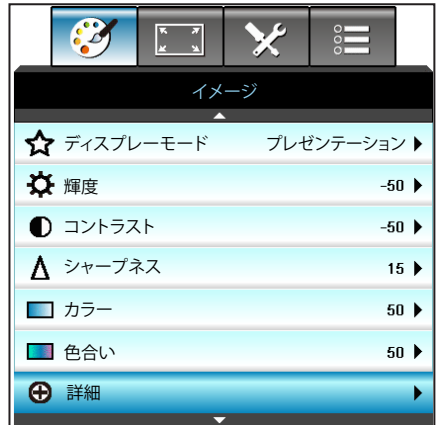 イメージ
ディスプレーモード プレゼンテーション
輝度 -50
コントラスト -50
シャープネス 15
カラー 50
色合い 50
詳細